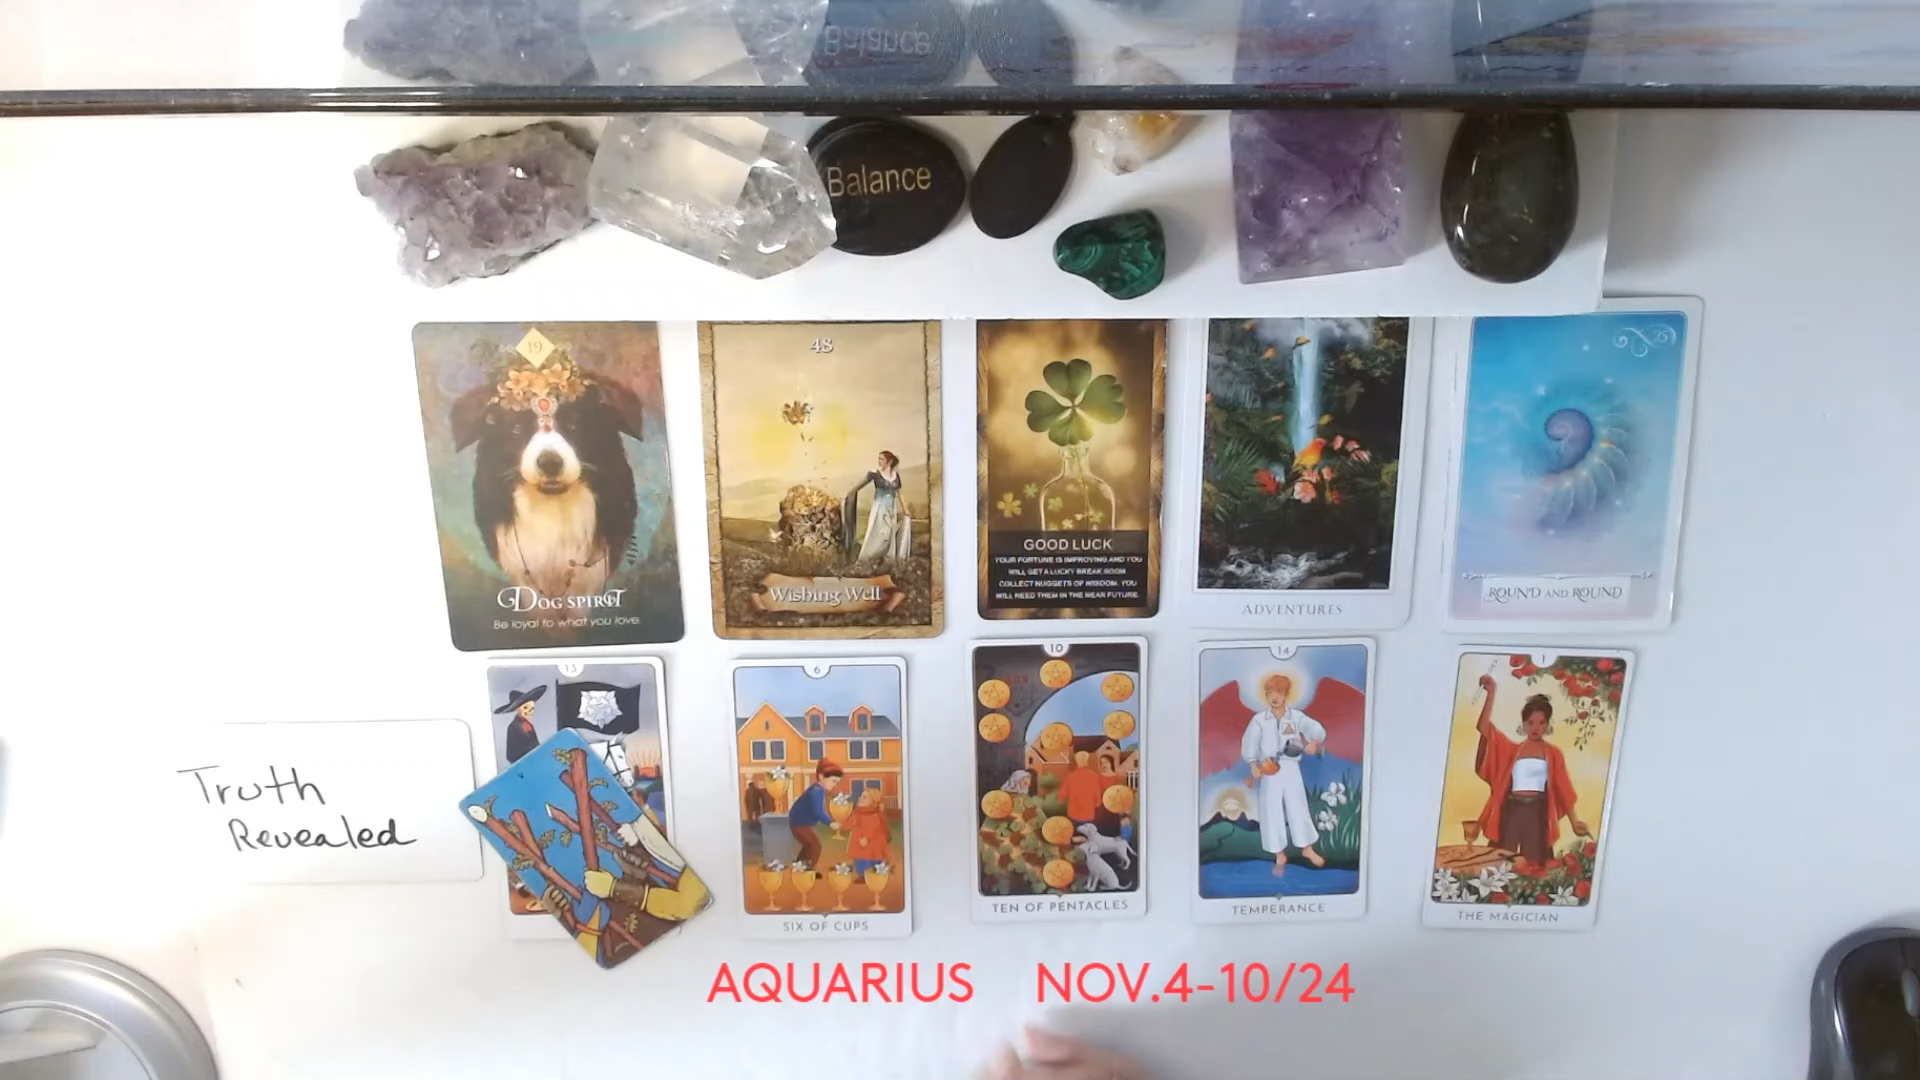 Balance
Balance
19
Dog Spirit
Be loyal to what you love.
48
Wishing Well
GOOD LUCK
YOUR FORTUNE IS IMPROVING AND YOU
WILL GET A LUCKY BREAK SOON.
COLLECT NUGGETS OF WISDOM. YOU
WILL NEED THEM IN THE NEAR FUTURE.
ADVENTURES
25
ROUND AND ROUND
Truth
Revealed
13
6
SIX OF CUPS
10
TEN OF PENTACLES
14
TEMPERANCE
1
THE MAGICIAN
AQUARIUS NOV.4-10/24